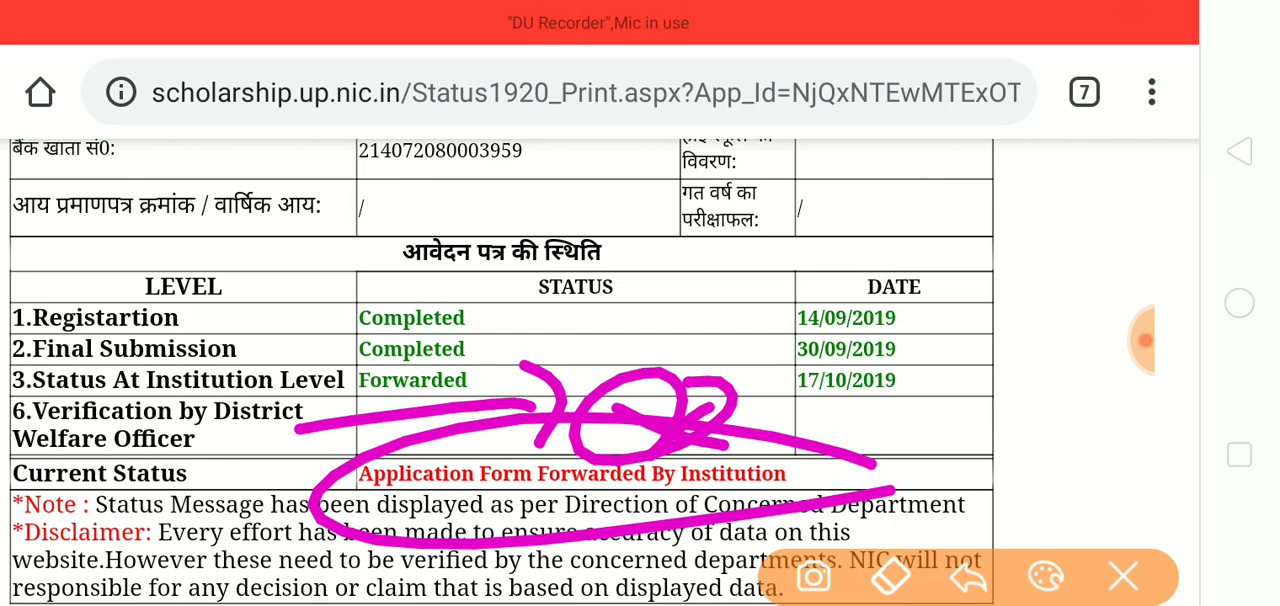 "DU Recorder",Mic in use
scholarship.up.nic.in/Status1920_Print.aspx?App_Id=NjQxNTEwMTExOT
7
बैंक खाता सं0:
214072080003959
विवरण:
आय प्रमाणपत्र क्रमांक / वार्षिक आय:
/
गत वर्ष का
परीक्षाफल:
/
आवेदन पत्र की स्थिति
LEVEL STATUS DATE
1.Registartion Completed 14/09/2019
2.Final Submission Completed 30/09/2019
3.Status At Institution Level Forwarded 17/10/2019
6.Verification by District
Welfare Officer
Current Status Application Form Forwarded By Institution
*Note : Status Message has been displayed as per Direction of Concerned Department
*Disclaimer: Every effort has been made to ensure accuracy of data on this
website.However these need to be verified by the concerned departments. NIC will not
responsible for any decision or claim that is based on displayed data.